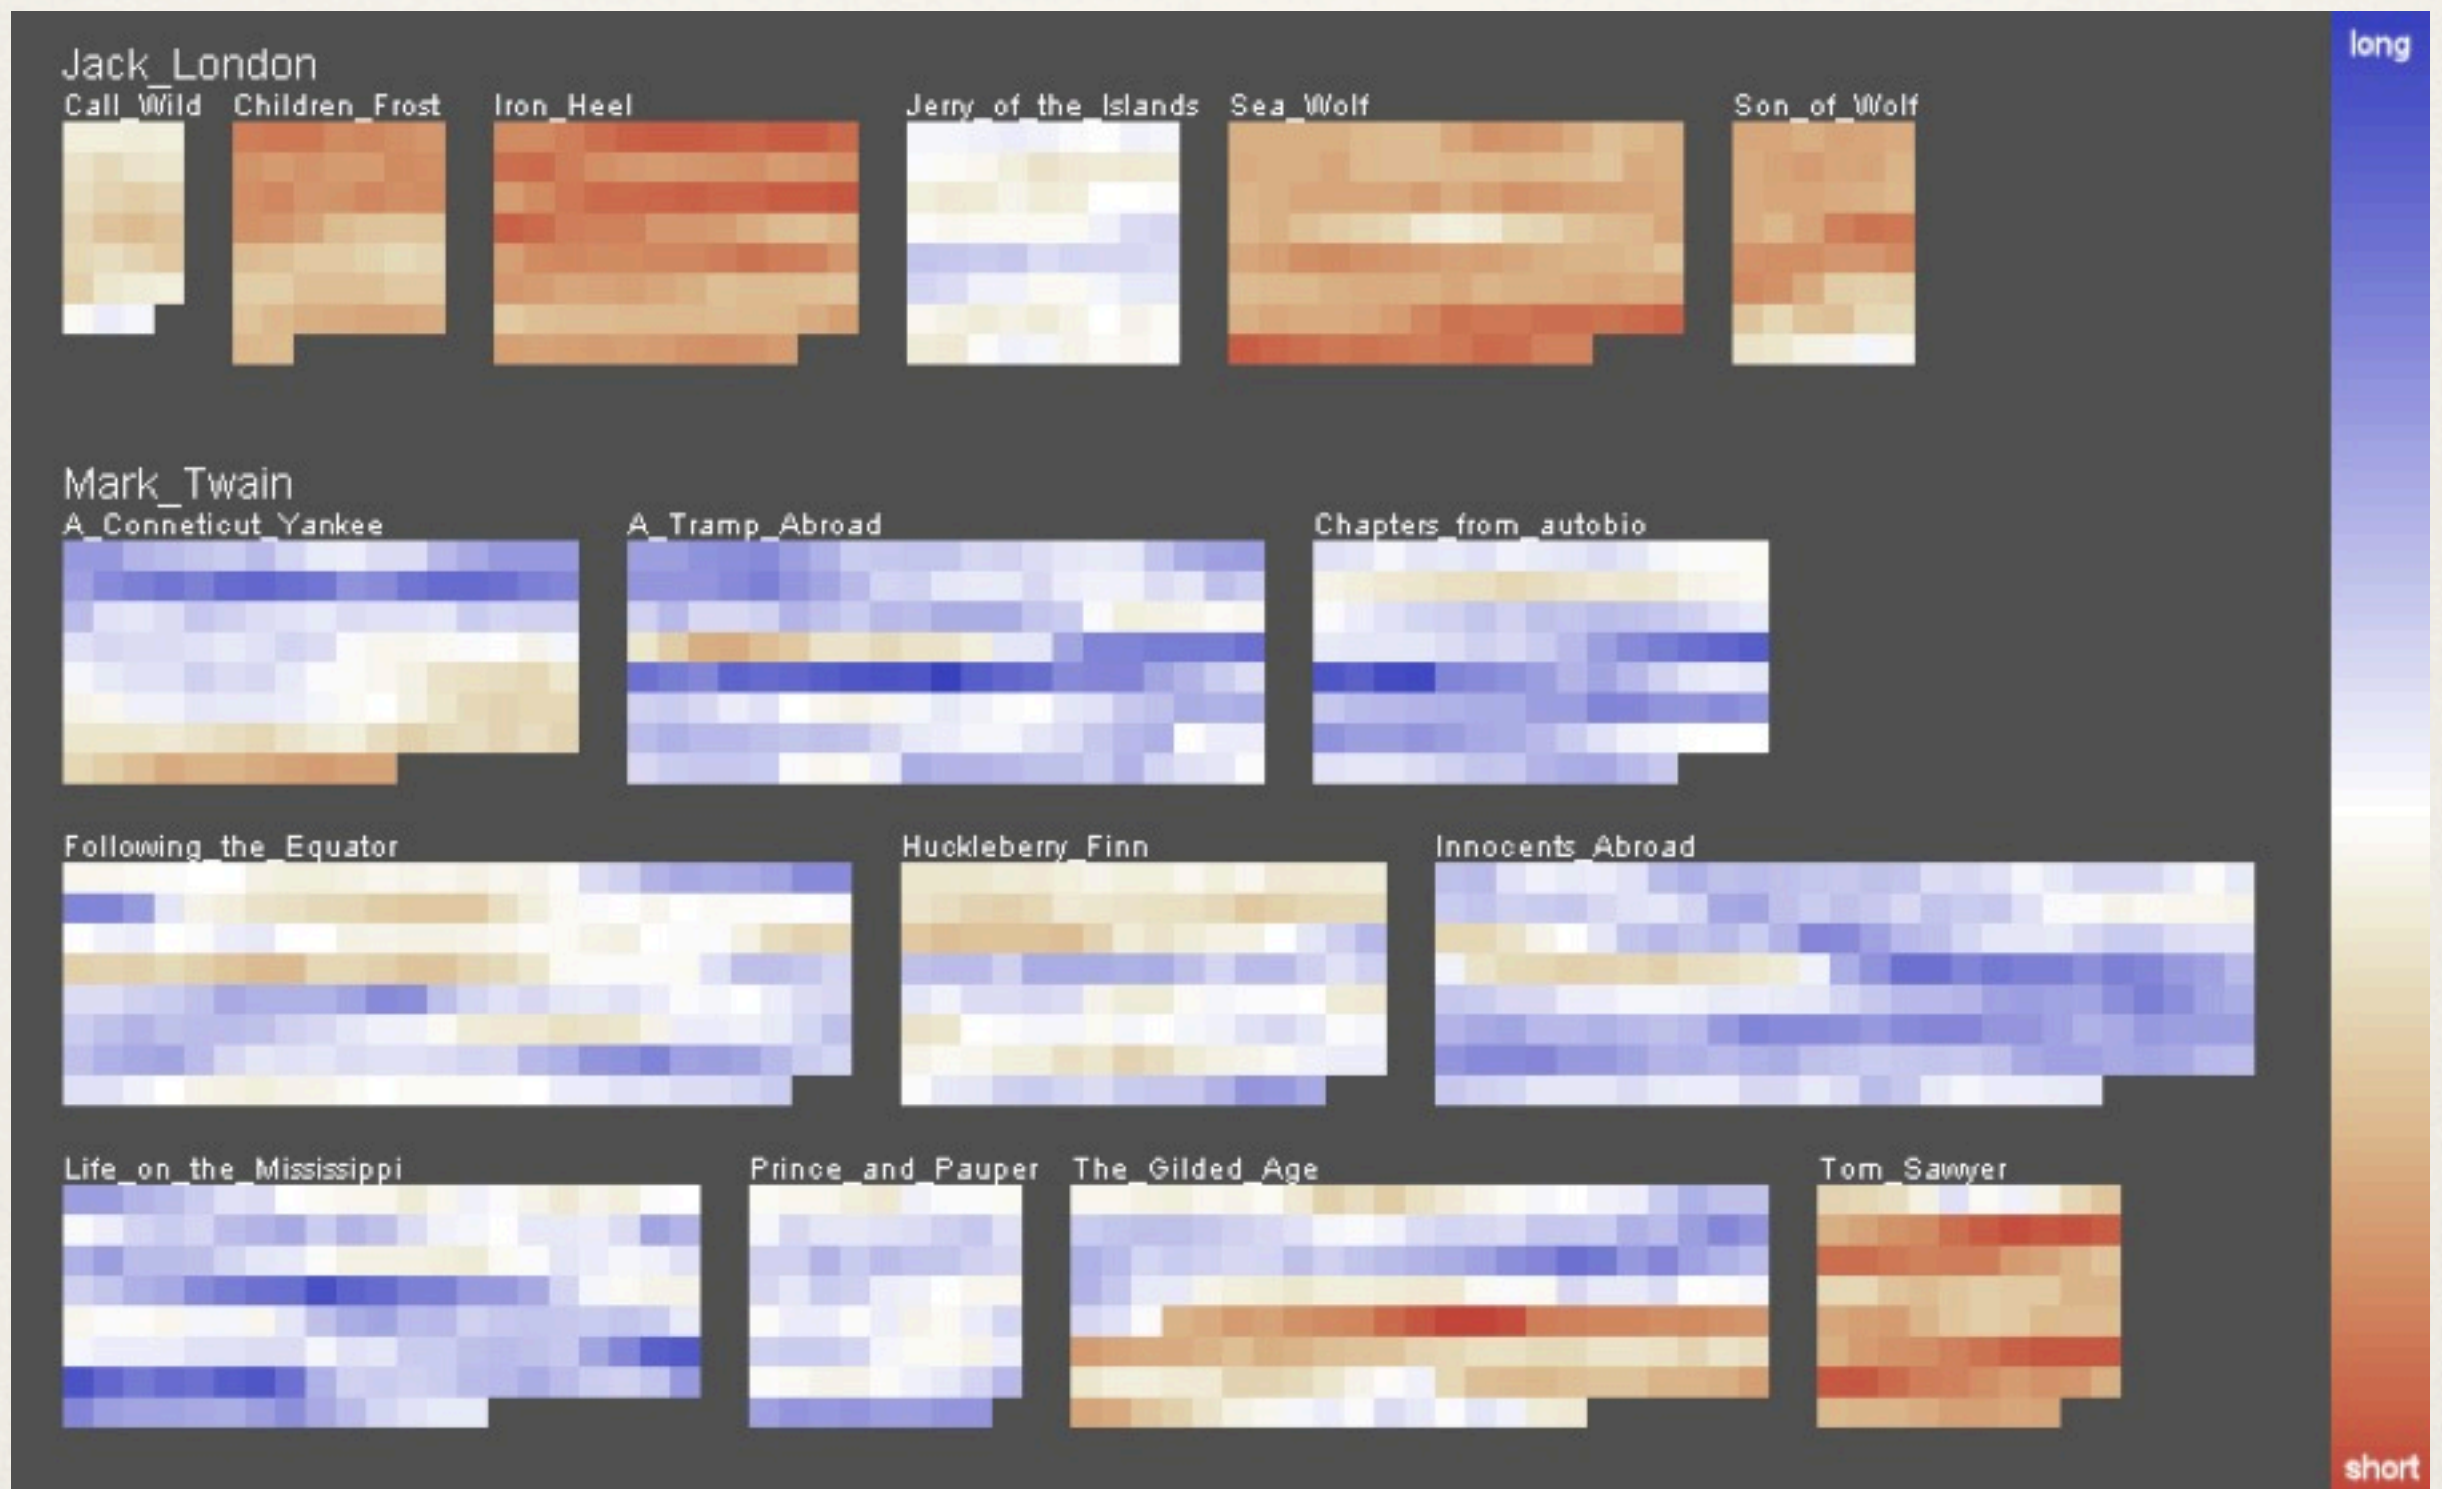 long
Jack_London
Call_Wild Children_Frost Iron_Heel Jerry_of_the_Islands Sea_Wolf Son_of_Wolf
Mark_Twain
A_Conneticut_Yankee A_Tramp_Abroad Chapters_from_autobio
Following_the_Equator Huckleberry_Finn Innocents_Abroad
Life_on_the_Mississippi Prince_and_Pauper The_Gilded_Age Tom_Sawyer
short